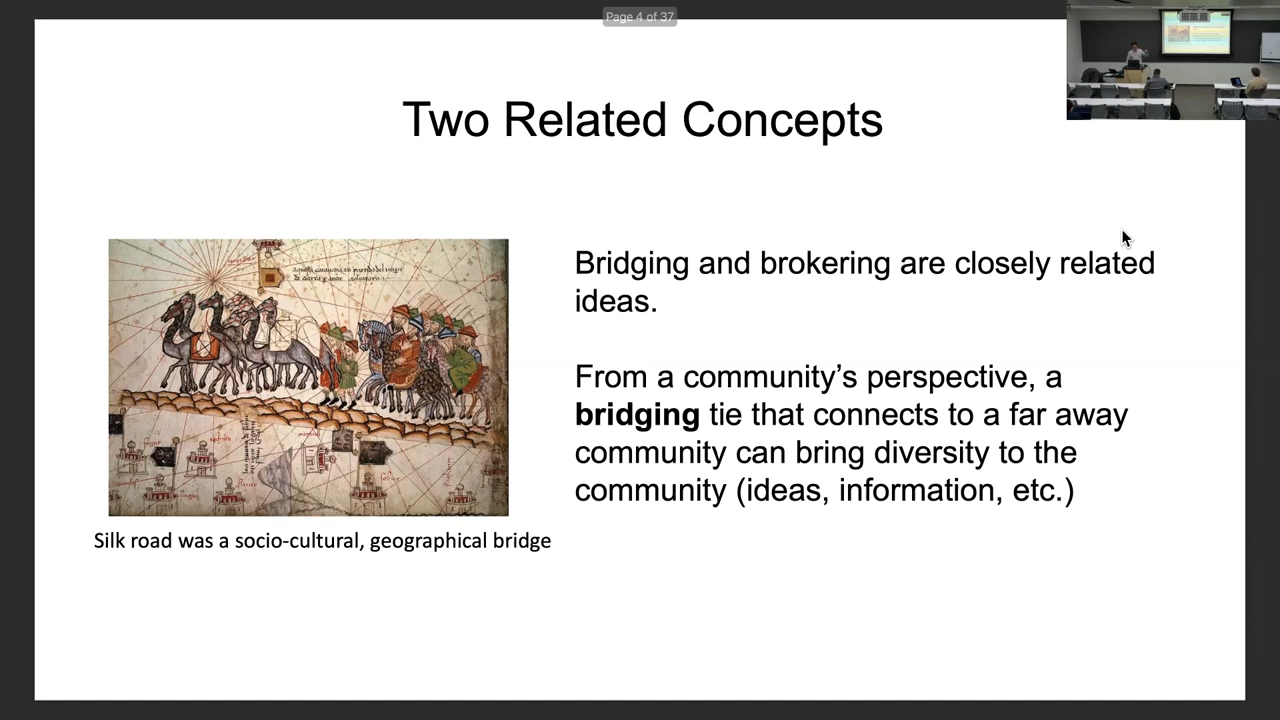 Page 4 of 37
Two Related Concepts
Bridging and brokering are closely related
ideas.
From a community’s perspective, a
bridging tie that connects to a far away
community can bring diversity to the
community (ideas, information, etc.)
Silk road was a socio-cultural, geographical bridge